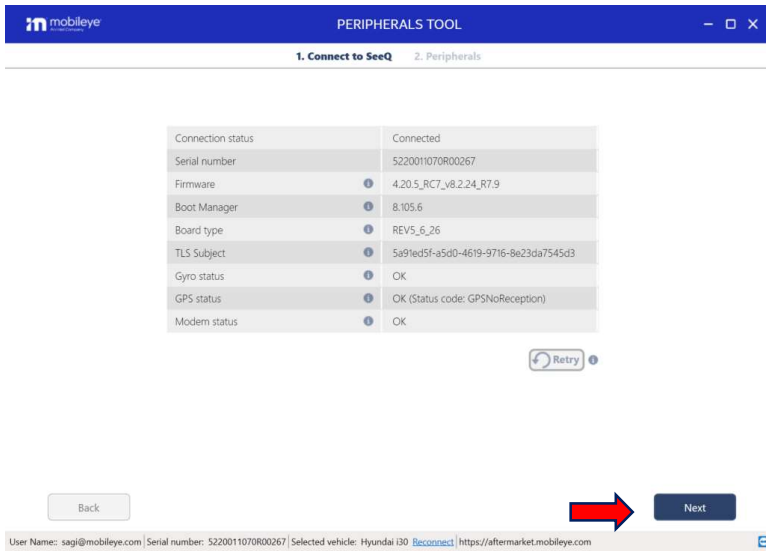 mobileye
PERIPHERALS TOOL
1. Connect to SeeQ 2. Peripherals
Connection status Connected
Serial number 5220011070R00267
Firmware 4.20.5_RC7_v8.2.24_R7.9
Boot Manager 8.105.6
Board type REV5_6_26
TLS Subject 5a91ed5f-a5d0-4619-9716-8e23da7545d3
Gyro status OK
GPS status OK (Status code: GPSNoReception)
Modem status OK
Retry
Back
Next
User Name:: sagi@mobileye.com Serial number: 5220011070R00267 Selected vehicle: Hyundai i30 Reconnect https://aftermarket.mobileye.com